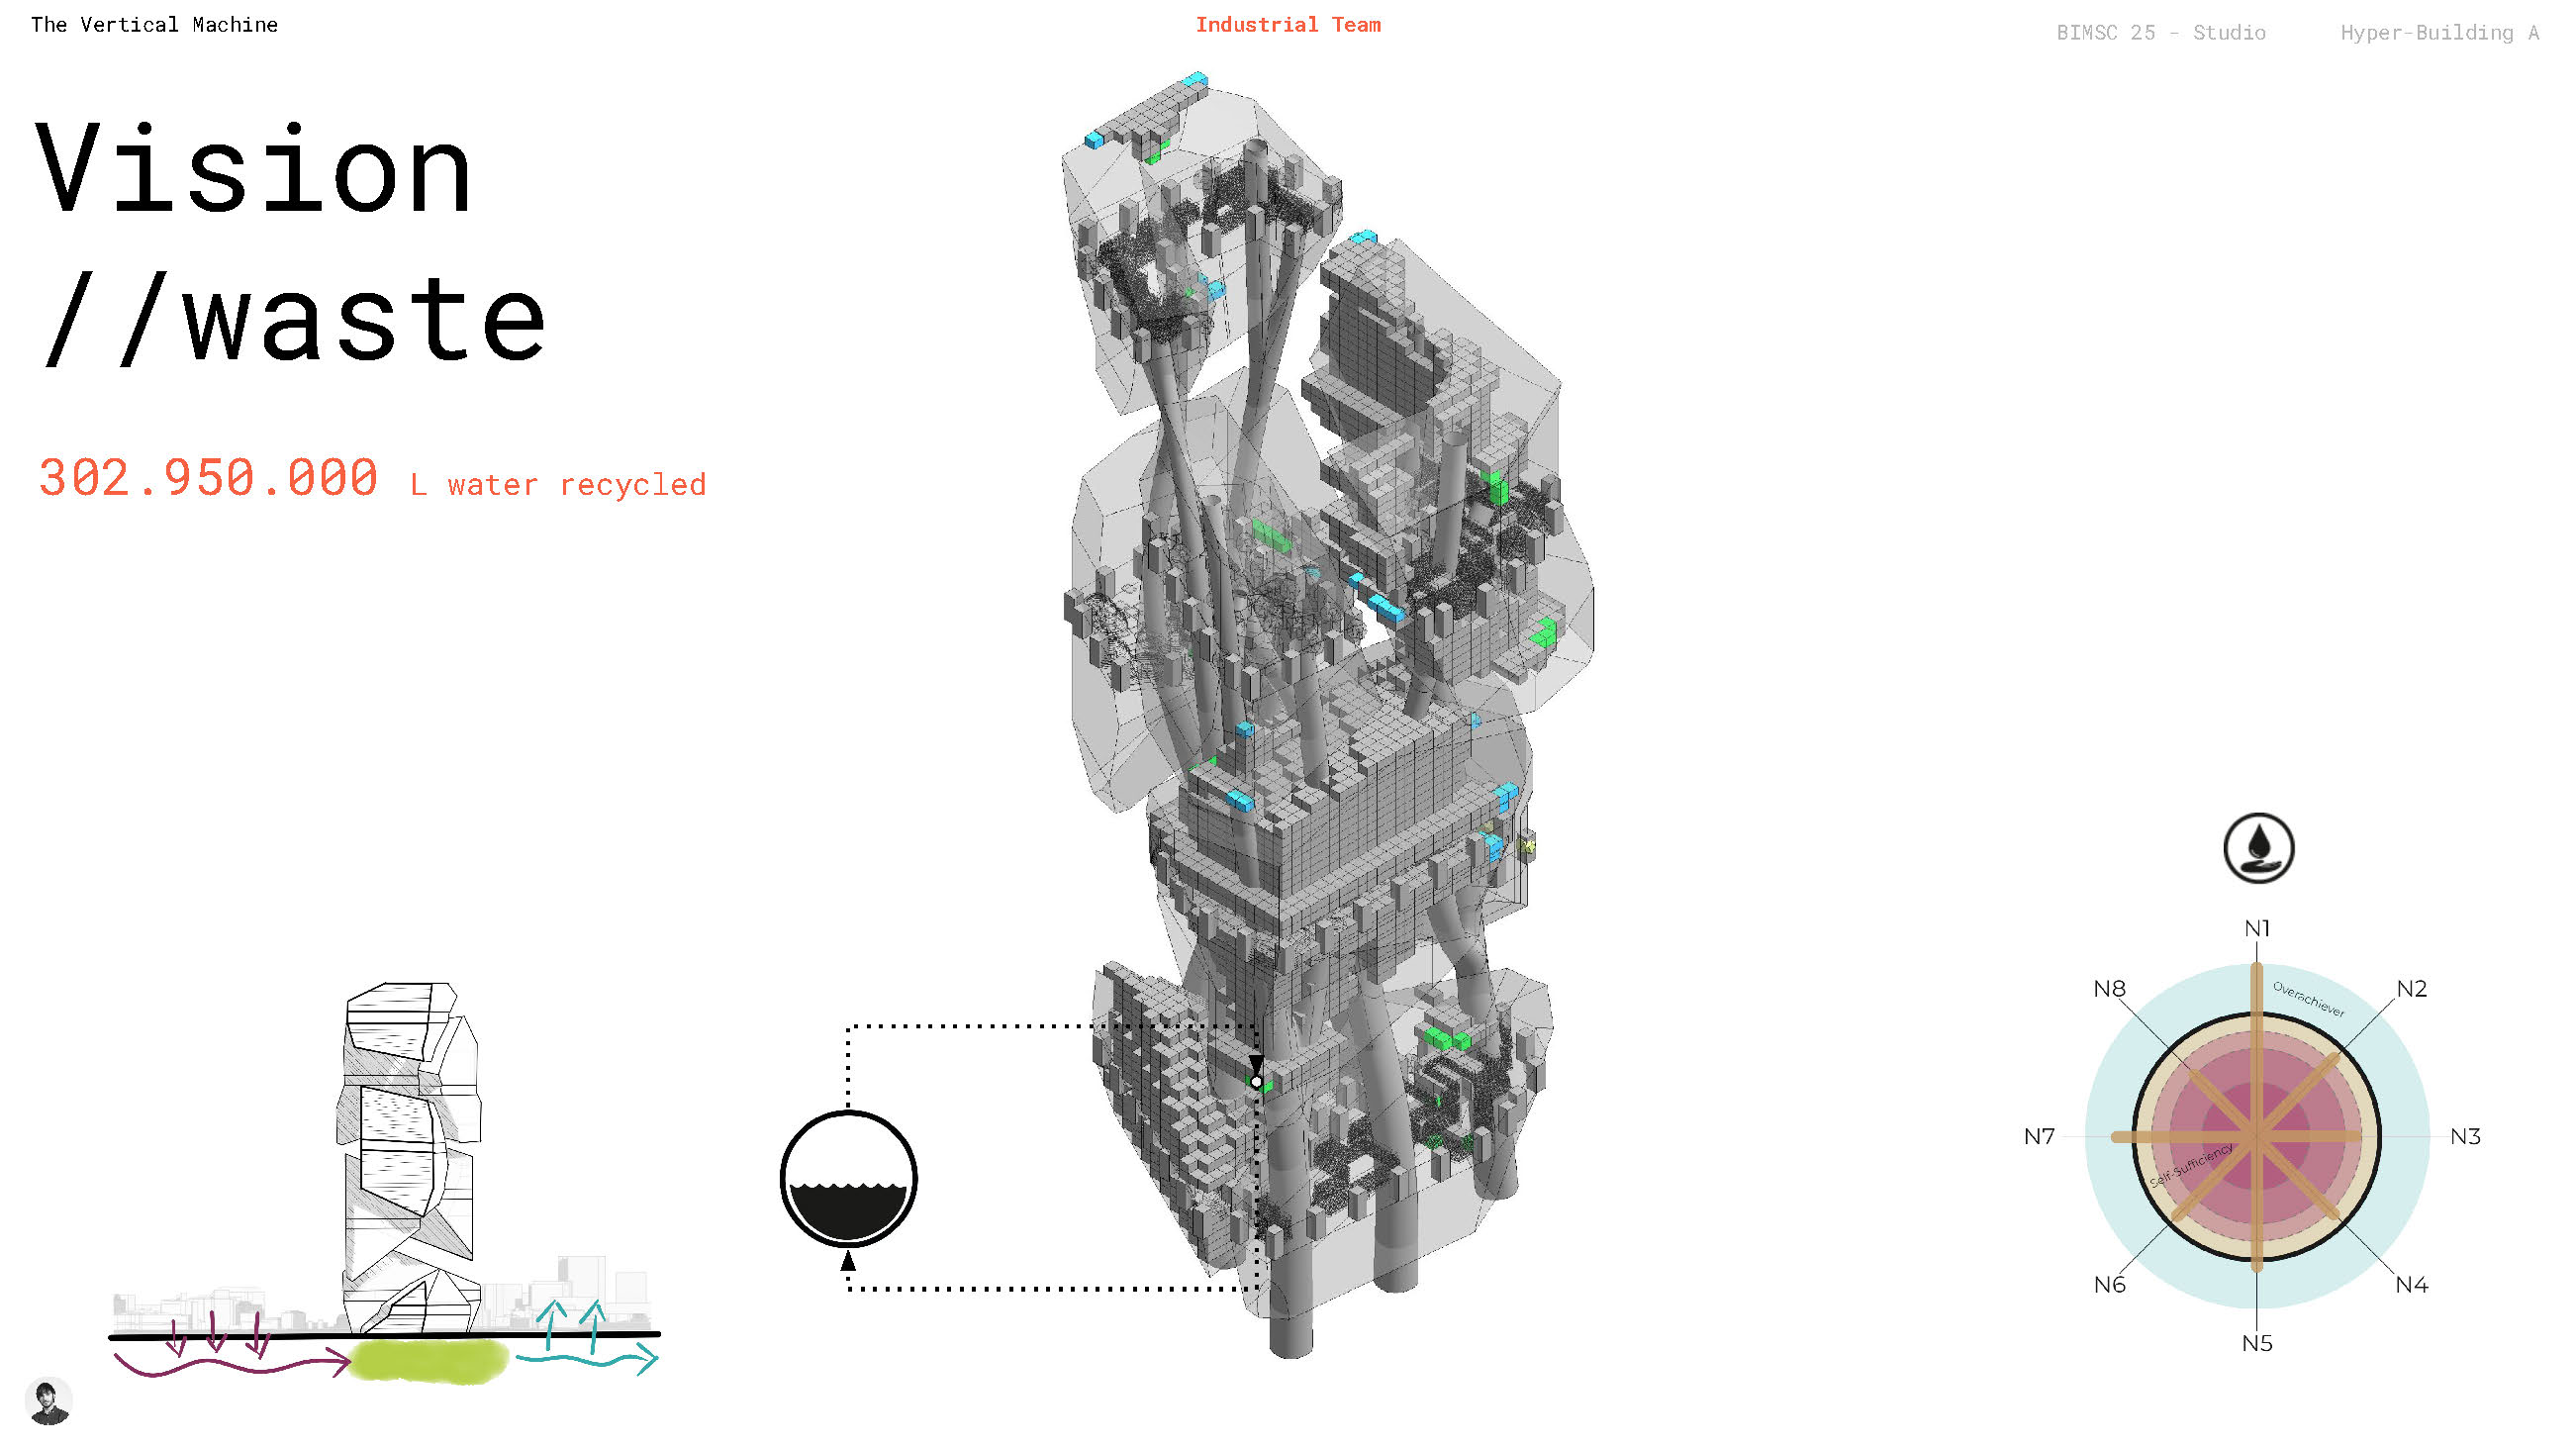 The Vertical Machine
Industrial Team
BIMSC 25 - Studio
Hyper-Building A
Vision
//waste
302.950.000 L water recycled
N1
N8
Overachiever
N2
N7
N3
Self-Sufficiency
N6
N4
N5